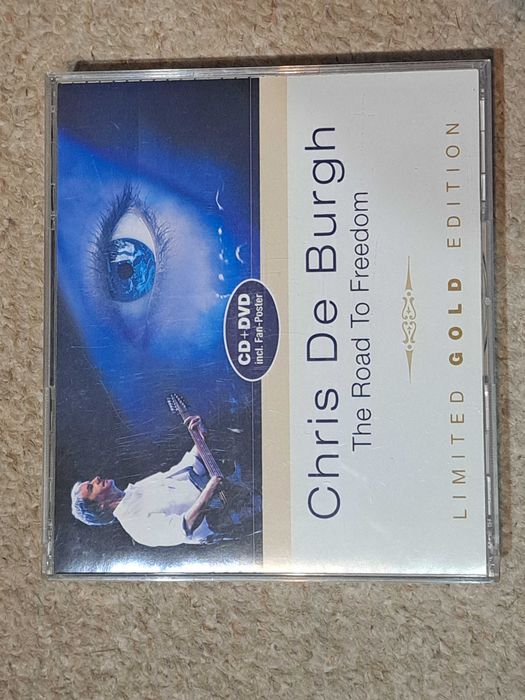 CD+DVD
incl. Fan-Poster
Chris De Burgh
The Road To Freedom
LIMITED GOLD EDITION